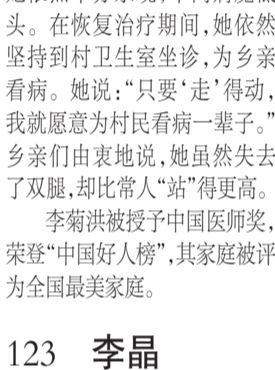 头。在恢复治疗期间，她依然
坚持到村卫生室坐诊，为乡亲
看病。她说：“只要‘走’得动，
我就愿意为村民看病一辈子。”
乡亲们由衷地说，她虽然失去
了双腿，却比常人“站”得更高。
李菊洪被授予中国医师奖，
荣登“中国好人榜”，其家庭被评
为全国最美家庭。
123 李晶